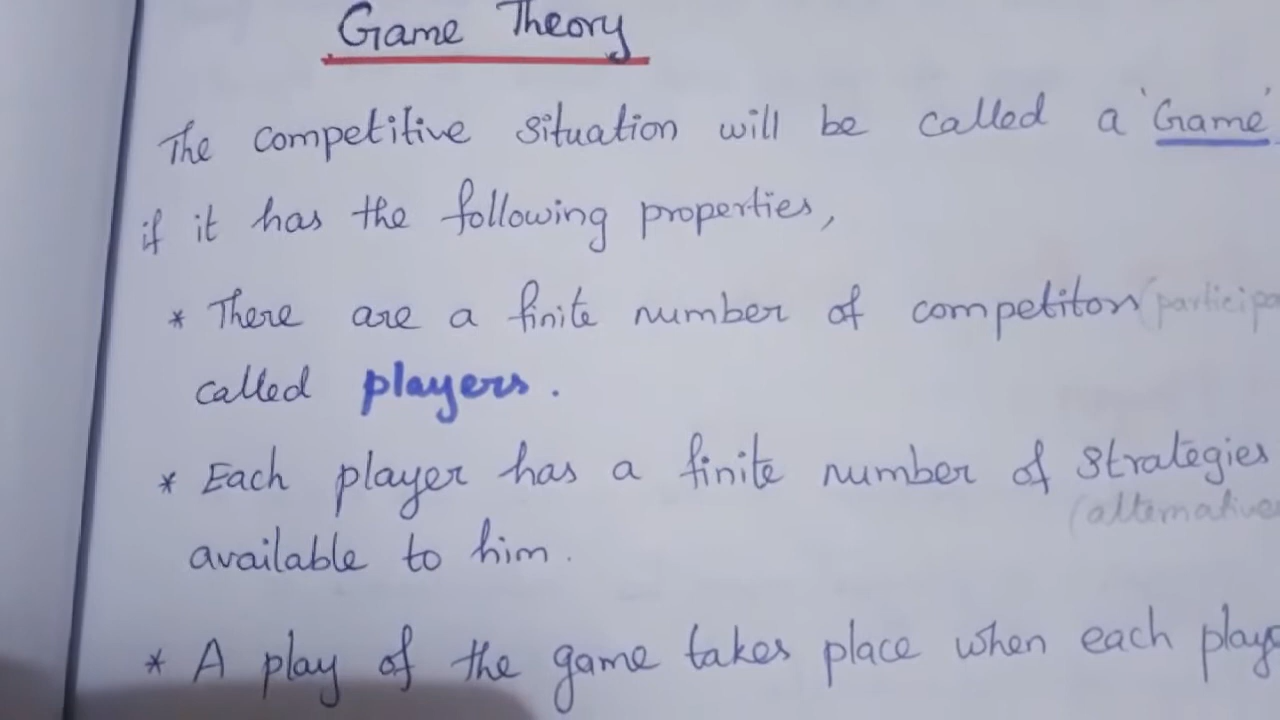 Game Theory
The competitive situation will be called a 'Game'
if it has the following properties,
* There are a finite number of competitors
called players.
* Each player has a finite number of strategies
(alternative
available to him.
* A play of the game takes place when each